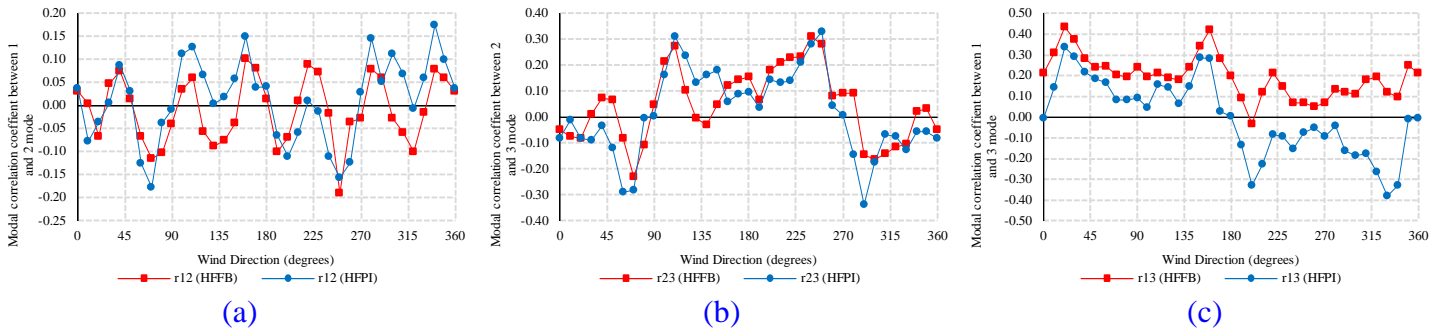 Modal correlation coeffient between 1
and 2 mode
0.20
0.15
0.10
0.05
0.00
-0.05
-0.10
-0.15
-0.20
-0.25
0 45 90 135 180 225 270 315 360
Wind Direction (degrees)
r12 (HFFB) r12 (HFPI)
(a)
Modal correlation coeffient between 2
and 3 mode
0.40
0.30
0.20
0.10
0.00
-0.10
-0.20
-0.30
-0.40
0 45 90 135 180 225 270 315 360
Wind Direction (degrees)
r23 (HFFB) r23 (HFPI)
(b)
Modal correlation coeffient between 1
and 3 mode
0.50
0.40
0.30
0.20
0.10
0.00
-0.10
-0.20
-0.30
-0.40
-0.50
0 45 90 135 180 225 270 315 360
Wind Direction (degrees)
r13 (HFFB) r13 (HFPI)
(c)